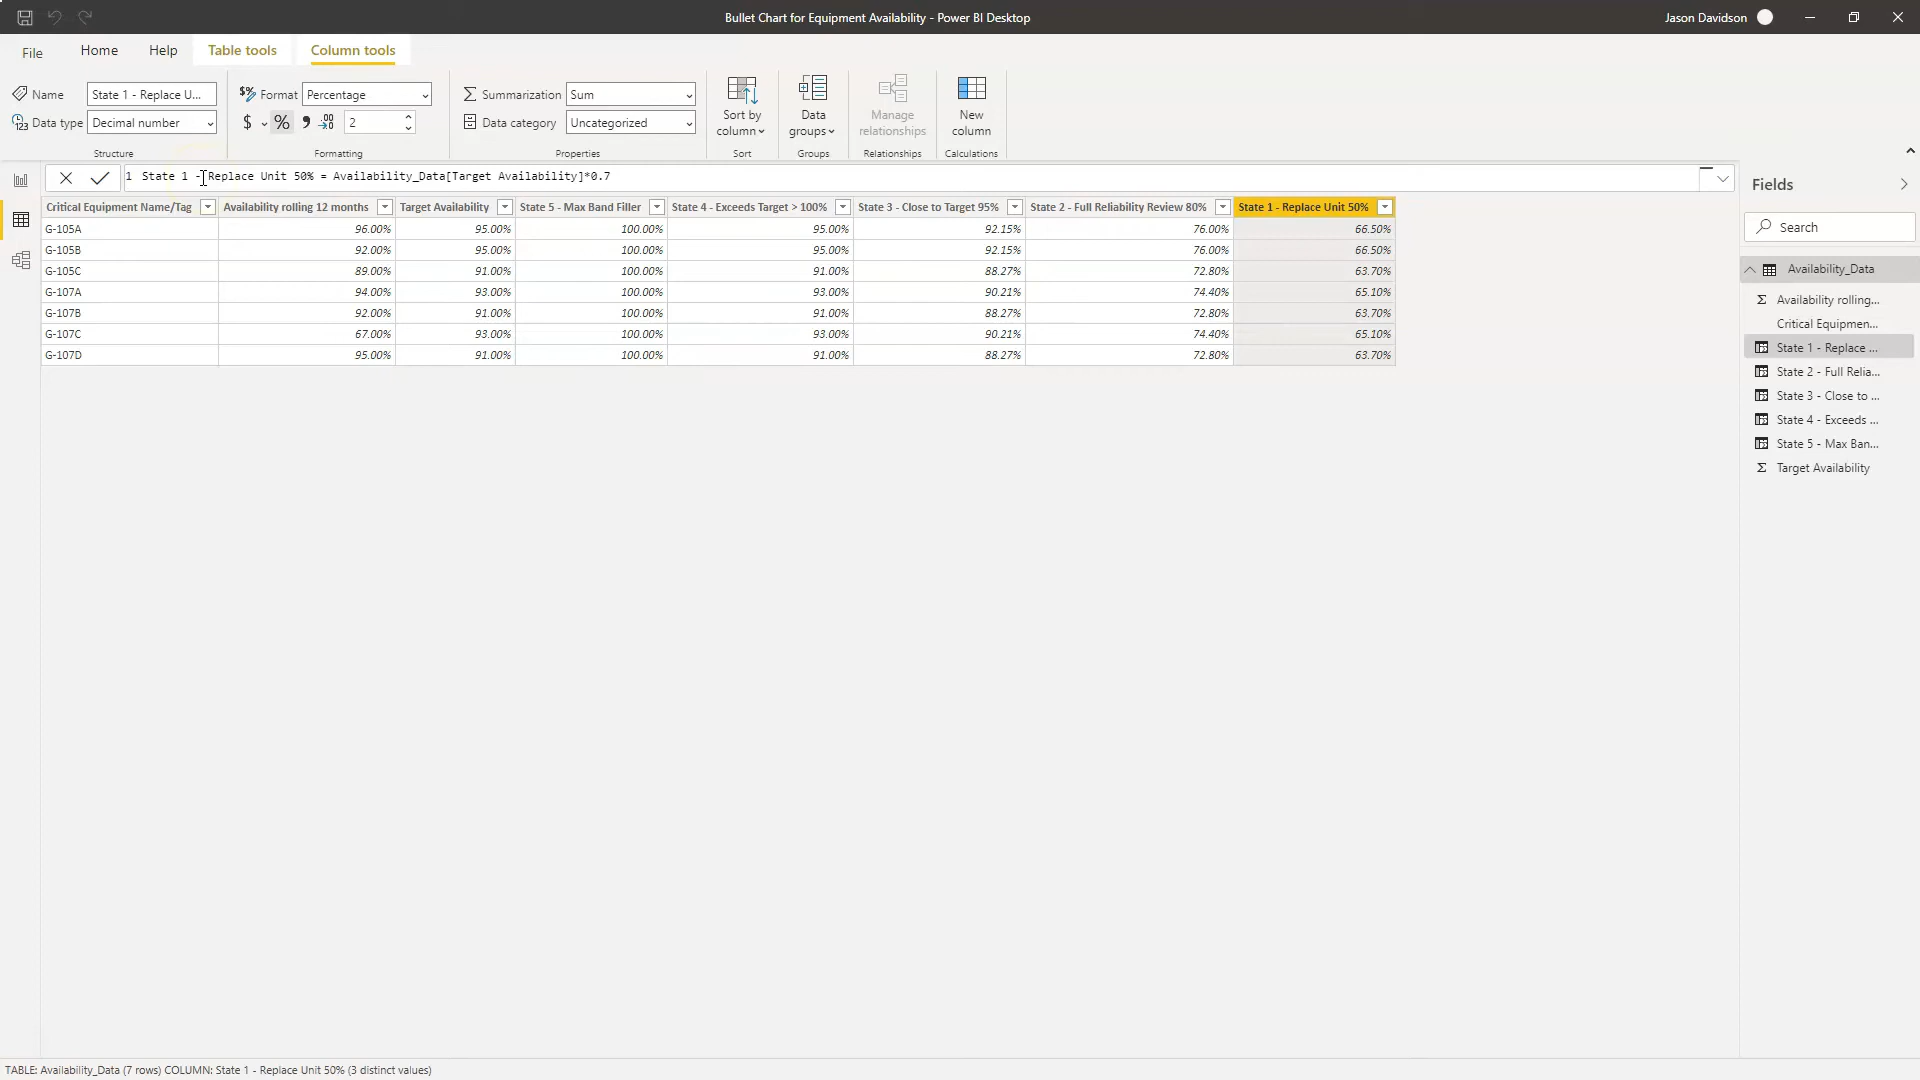 Bullet Chart for Equipment Availability - Power BI Desktop
Jason Davidson
File
Home
Help
Table tools
Column tools
Name
State 1 - Replace U...
Data type
Decimal number
Structure
Format
Percentage
$
%
2
Formatting
Summarization
Sum
Data category
Uncategorized
Properties
Sort by
column
Sort
Data
groups
Groups
Manage
relationships
Relationships
New
column
Calculations
1 State 1 - Replace Unit 50% = Availability_Data[Target Availability]*0.7
Critical Equipment Name/Tag Availability rolling 12 months Target Availability State 5 - Max Band Filler State 4 - Exceeds Target > 100% State 3 - Close to Target 95% State 2 - Full Reliability Review 80% State 1 - Replace Unit 50%
G-105A 96.00% 95.00% 100.00% 95.00% 92.15% 76.00% 66.50%
G-105B 92.00% 95.00% 100.00% 95.00% 92.15% 76.00% 66.50%
G-105C 89.00% 91.00% 100.00% 91.00% 88.27% 72.80% 63.70%
G-107A 94.00% 93.00% 100.00% 93.00% 90.21% 74.40% 65.10%
G-107B 92.00% 91.00% 100.00% 91.00% 88.27% 72.80% 63.70%
G-107C 67.00% 93.00% 100.00% 93.00% 90.21% 74.40% 65.10%
G-107D 95.00% 91.00% 100.00% 91.00% 88.27% 72.80% 63.70%
Fields
Search
Availability_Data
Availability rolling...
Critical Equipmen...
State 1 - Replace ...
State 2 - Full Relia...
State 3 - Close to ...
State 4 - Exceeds ...
State 5 - Max Ban...
Target Availability
TABLE: Availability_Data (7 rows) COLUMN: State 1 - Replace Unit 50% (3 distinct values)